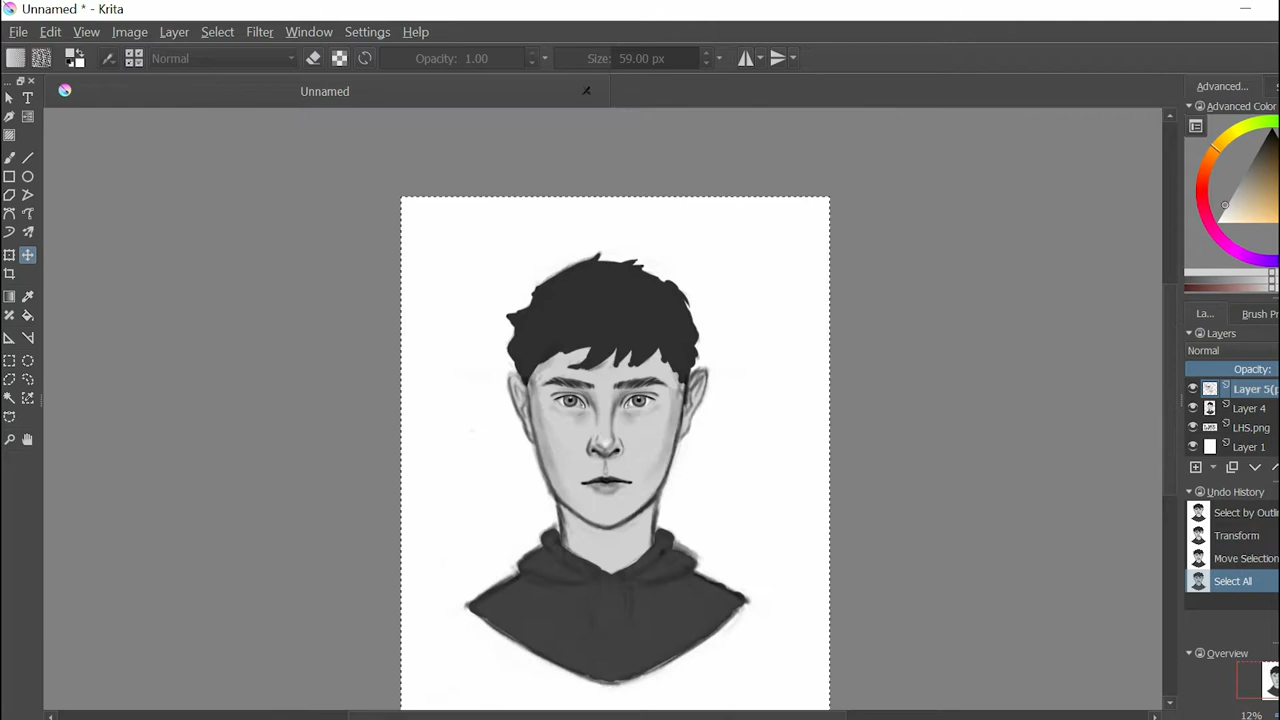 Unnamed * - Krita
File Edit View Image Layer Select Filter Window Settings Help
Normal Opacity: 1.00 Size: 59.00 px
Unnamed
Advanced...
Advanced Color
La... Brush Pr
Layers
Normal
Opacity:
Layer 5(p
Layer 4
LHS.png
Layer 1
Undo History
Select by Outli
Transform
Move Selection
Select All
Overview
12%